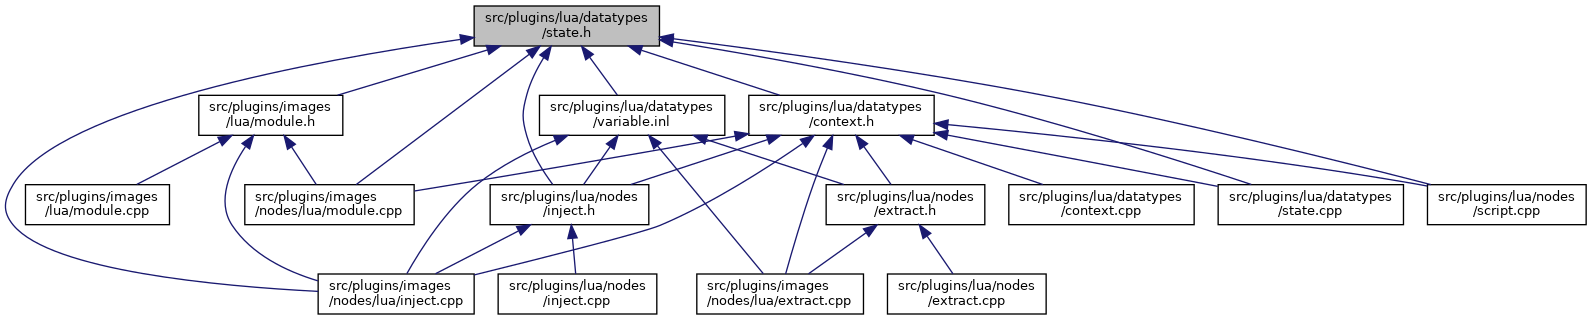 src/plugins/lua/datatypes
/state.h
src/plugins/images
/lua/module.h
src/plugins/lua/datatypes
/variable.inl
src/plugins/lua/datatypes
/context.h
src/plugins/images
/lua/module.cpp
src/plugins/images
/nodes/lua/module.cpp
src/plugins/lua/nodes
/inject.h
src/plugins/lua/nodes
/extract.h
src/plugins/lua/datatypes
/context.cpp
src/plugins/lua/datatypes
/state.cpp
src/plugins/lua/nodes
/script.cpp
src/plugins/images
/nodes/lua/inject.cpp
src/plugins/lua/nodes
/inject.cpp
src/plugins/images
/nodes/lua/extract.cpp
src/plugins/lua/nodes
/extract.cpp